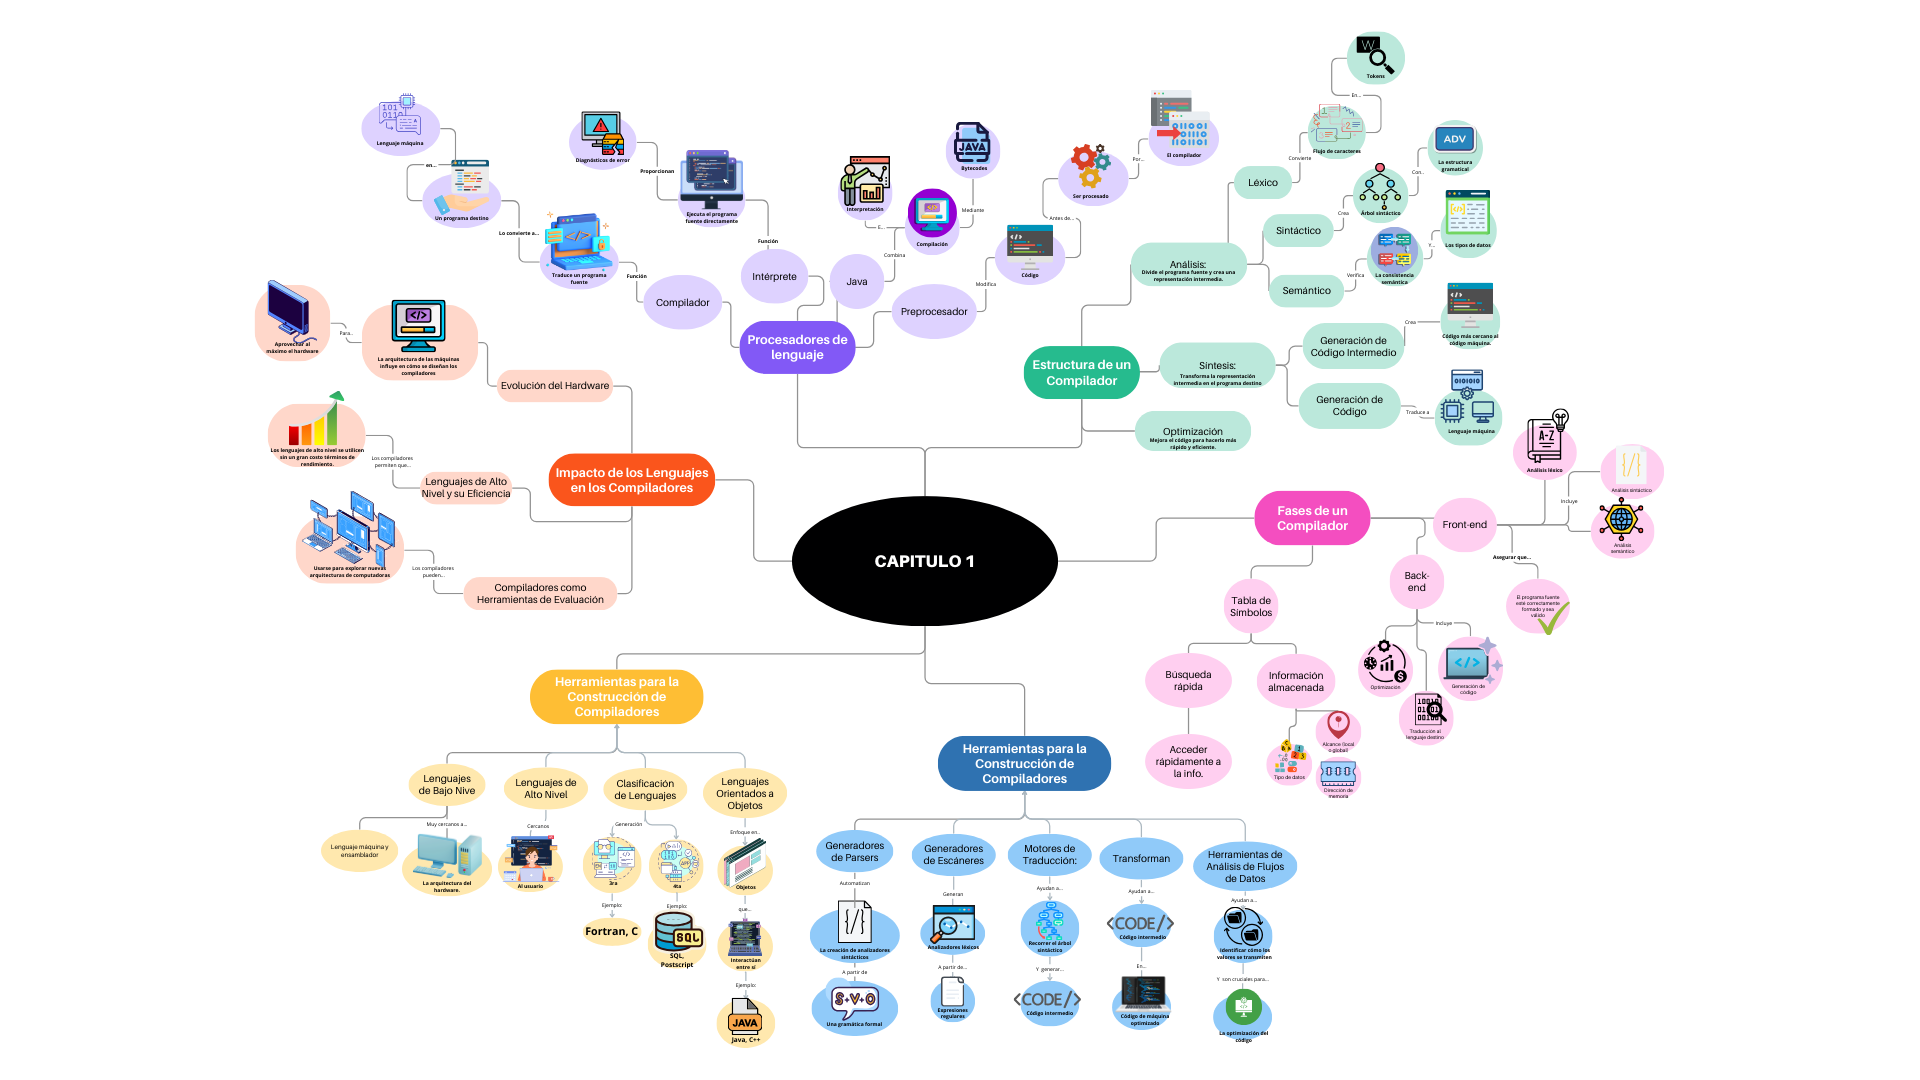 CAPITULO 1
Procesadores de
lenguaje
Compilador
Función
Traduce un programa
fuente
Lo convierte a...
Un programa destino
en...
Lenguaje máquina
Intérprete
Función
Ejecuta el programa
fuente directamente
Proporcionan
Diagnósticos de error
Java
Combina
Compilación
E...
Interpretación
Mediante
Bytecodes
JAVA
Preprocesador
Modifica
Código
Antes de...
Ser procesado
Por...
El compilador
Estructura de un
Compilador
Análisis:
Divide el programa fuente y crea una
representación intermedia.
Léxico
Convierte
Flujo de caracteres
En...
Tokens
W
Sintáctico
Crea
Árbol sintáctico
Con..
La estructura
gramatical
ADV
Semántico
Verifica
La consistencia
semántica
Y...
Los tipos de datos
Síntesis:
Transforma la representación
intermedia en el programa destino
Generación de
Código Intermedio
Crea
Código más cercano al
código máquina.
Generación de
Código
Traduce a
Lenguaje máquina
Optimización
Mejora el código para hacerlo más
rápido y eficiente.
Fases de un
Compilador
Front-end
Análisis léxico
A-Z
Incluye
Análisis sintáctico
Análisis
semántico
Asegurar que...
El programa fuente
esté correctamente
formado y sea
valido
Back-
end
Incluye
Optimización
Generación de
código
Traducción al
lenguaje destino
Tabla de
Símbolos
Búsqueda
rápida
Acceder
rápidamente a
la info.
Información
almacenada
Tipo de datos
Alcance (local
o global)
Dirección de
memoria
Impacto de los Lenguajes
en los Compiladores
Evolución del Hardware
La arquitectura de las máquinas
influye en cómo se diseñan los
compiladores
Para..
Aprovechar al
máximo el hardware
Lenguajes de Alto
Nivel y su Eficiencia
Los compiladores
permiten que...
Los lenguajes de alto nivel se utilicen
sin un gran costo términos de
rendimiento.
Compiladores como
Herramientas de Evaluación
Los compiladores
pueden...
Usarse para explorar nuevas
arquitecturas de computadoras
Herramientas para la
Construcción de
Compiladores
Lenguajes
de Bajo Nive
Lenguaje máquina y
ensamblador
Muy cercanos a...
La arquitectura del
hardware.
Lenguajes de
Alto Nivel
Cercanos
Al usuario
Clasificación
de Lenguajes
Generación
3ra
Ejemplo:
Fortran, C
4ta
Ejemplo:
SQL
SQL,
Postscript
Lenguajes
Orientados a
Objetos
Enfoque en..
Objetos
que...
Interactúan
entre sí
Ejemplo:
JAVA
Java, C++
Herramientas para la
Construcción de
Compiladores
Generadores
de Parsers
Automatizan
La creación de analizadores
sintácticos
A partir de
S+V+O
Una gramática formal
Generadores
de Escáneres
Generan
Analizadores léxicos
A partir de...
Expresiones
regulares
Motores de
Traducción:
Ayudan a...
Recorrer el árbol
sintáctico
Y generar...
<CODE/>
Código intermedio
Transforman
Ayudan a...
<CODE/>
Código intermedio
En...
Código de máquina
optimizado
Herramientas de
Análisis de Flujos
de Datos
Ayudan a...
Identificar cómo los
valores se transmiten
Y son cruciales para...
La optimización del
código